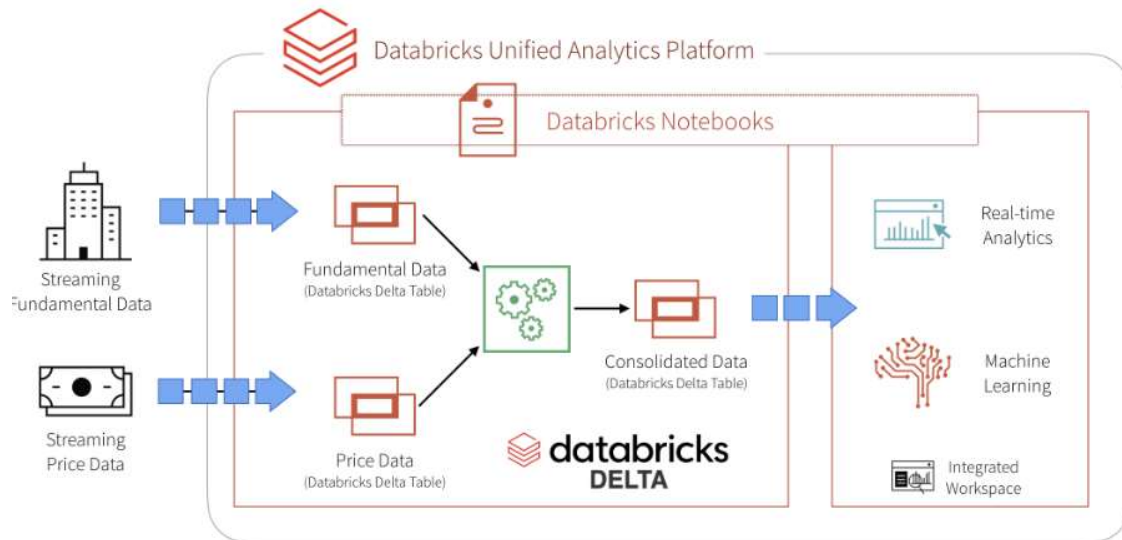 Databricks Unified Analytics Platform
Databricks Notebooks
Streaming
Fundamental Data
Fundamental Data
(Databricks Delta Table)
Streaming
Price Data
Price Data
(Databricks Delta Table)
Consolidated Data
(Databricks Delta Table)
databricks
DELTA
Real-time
Analytics
Machine
Learning
Integrated
Workspace